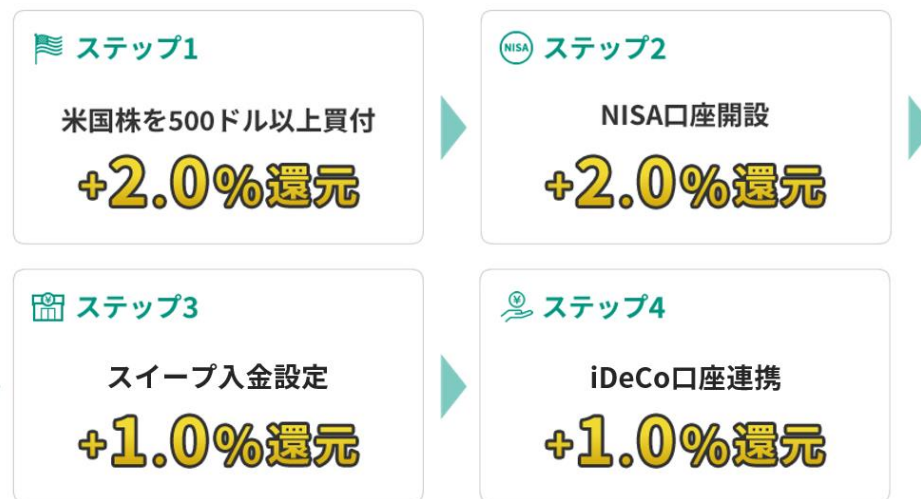 ステップ1
米国株を500ドル以上買付
+2.0%還元
NISA
ステップ2
NISA口座開設
+2.0%還元
¥
ステップ3
スイープ入金設定
+1.0%還元
¥
ステップ4
iDeCo口座連携
+1.0%還元